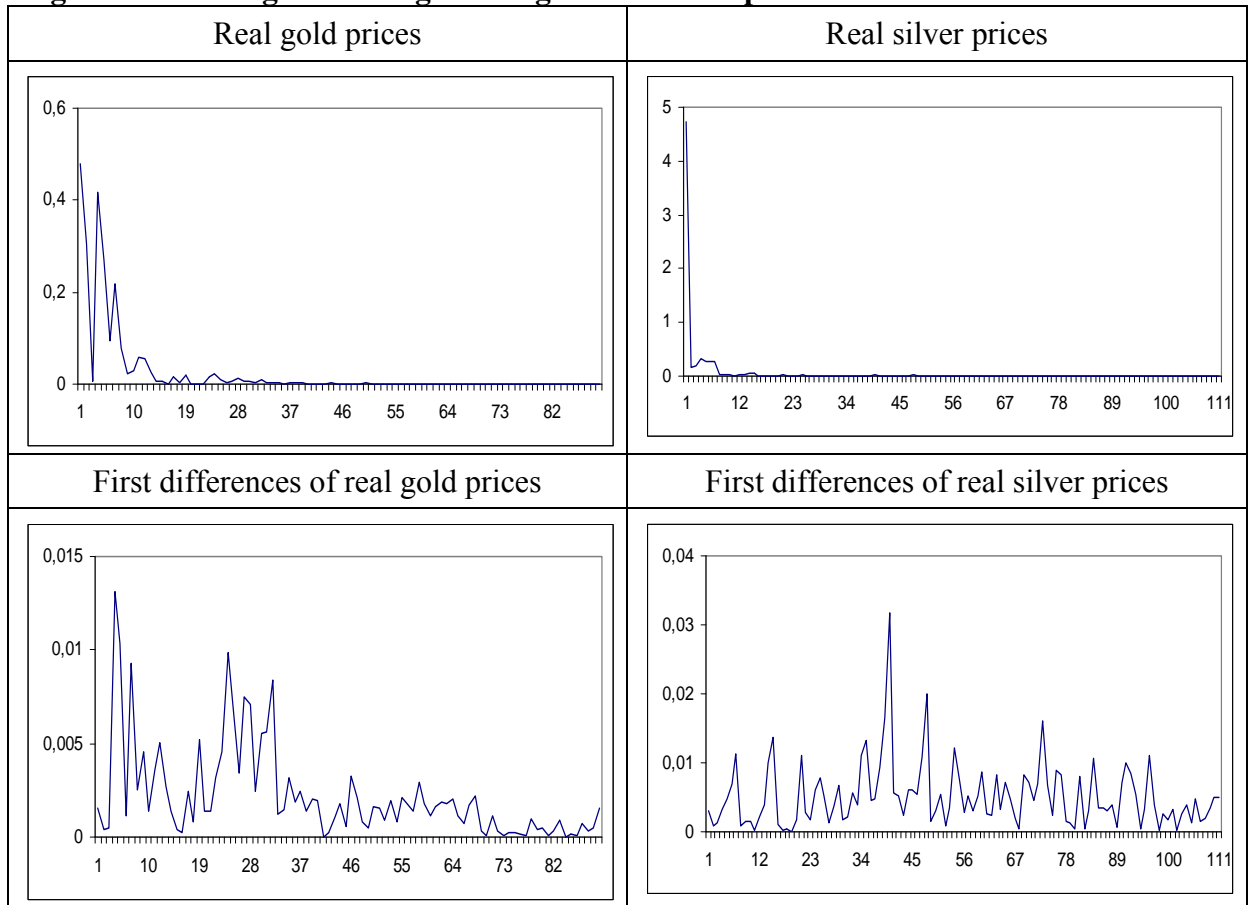 Real gold prices
Real silver prices
0,6
0,4
0,2
0
1 10 19 28 37 46 55 64 73 82
5
4
3
2
1
0
1 12 23 34 45 56 67 78 89 100 111
First differences of real gold prices
First differences of real silver prices
0,015
0,01
0,005
0
1 10 19 28 37 46 55 64 73 82
0,04
0,03
0,02
0,01
0
1 12 23 34 45 56 67 78 89 100 111